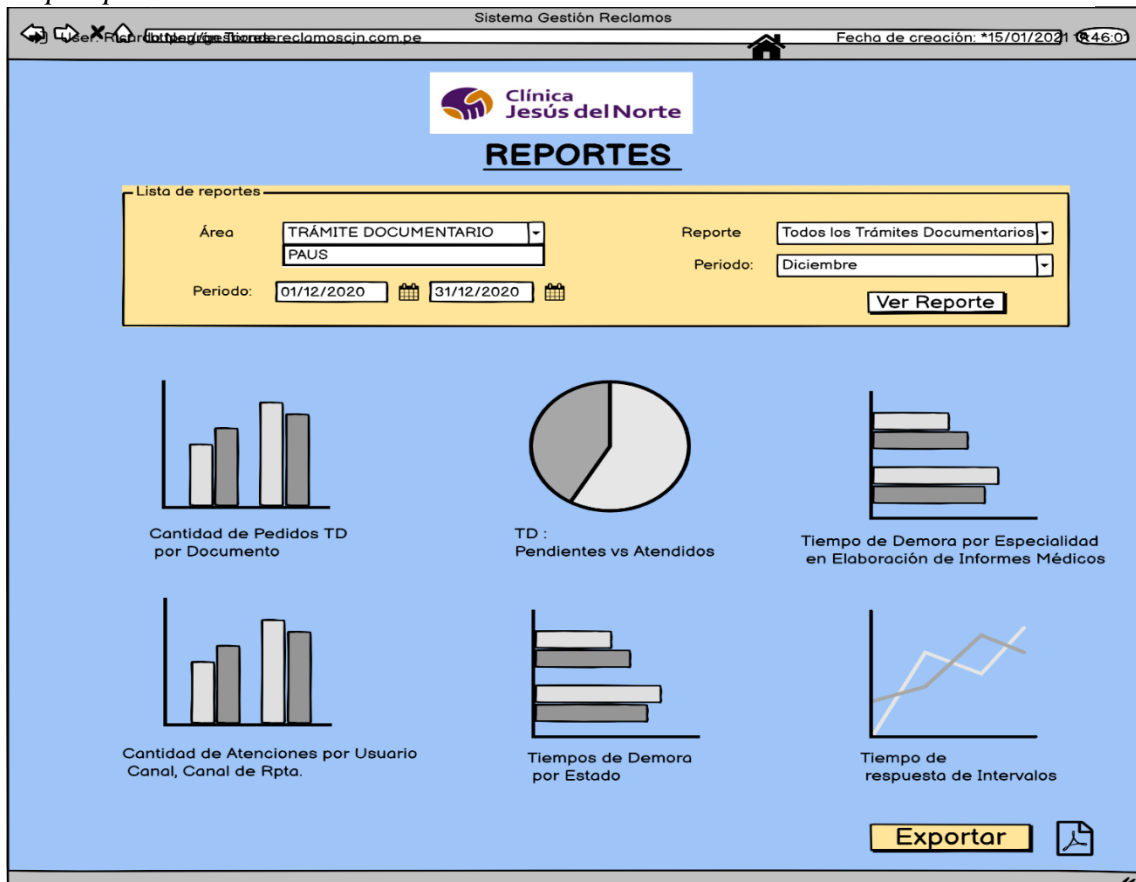 Sistema Gestión Reclamos
Fecha de creación: *15/01/2021
Clínica
Jesús del Norte
REPORTES
Lista de reportes
Área
TRÁMITE DOCUMENTARIO
Reporte
Todos los Trámites Documentarios
PAUS
Periodo:
Diciembre
Periodo:
01/12/2020
31/12/2020
Ver Reporte
Cantidad de Pedidos TD
por Documento
TD :
Pendientes vs Atendidos
Tiempo de Demora por Especialidad
en Elaboración de Informes Médicos
Cantidad de Atenciones por Usuario
Canal, Canal de Rpta.
Tiempos de Demora
por Estado
Tiempo de
respuesta de Intervalos
Exportar